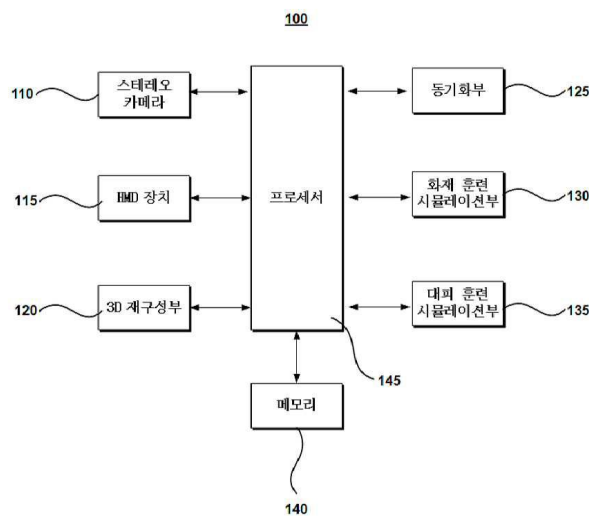 100
110
스테레오
카메라
동기화부
125
115
HMD 장치
프로세서
화재 훈련
시뮬레이션부
130
120
3D 재구성부
대피 훈련
시뮬레이션부
135
145
메모리
140